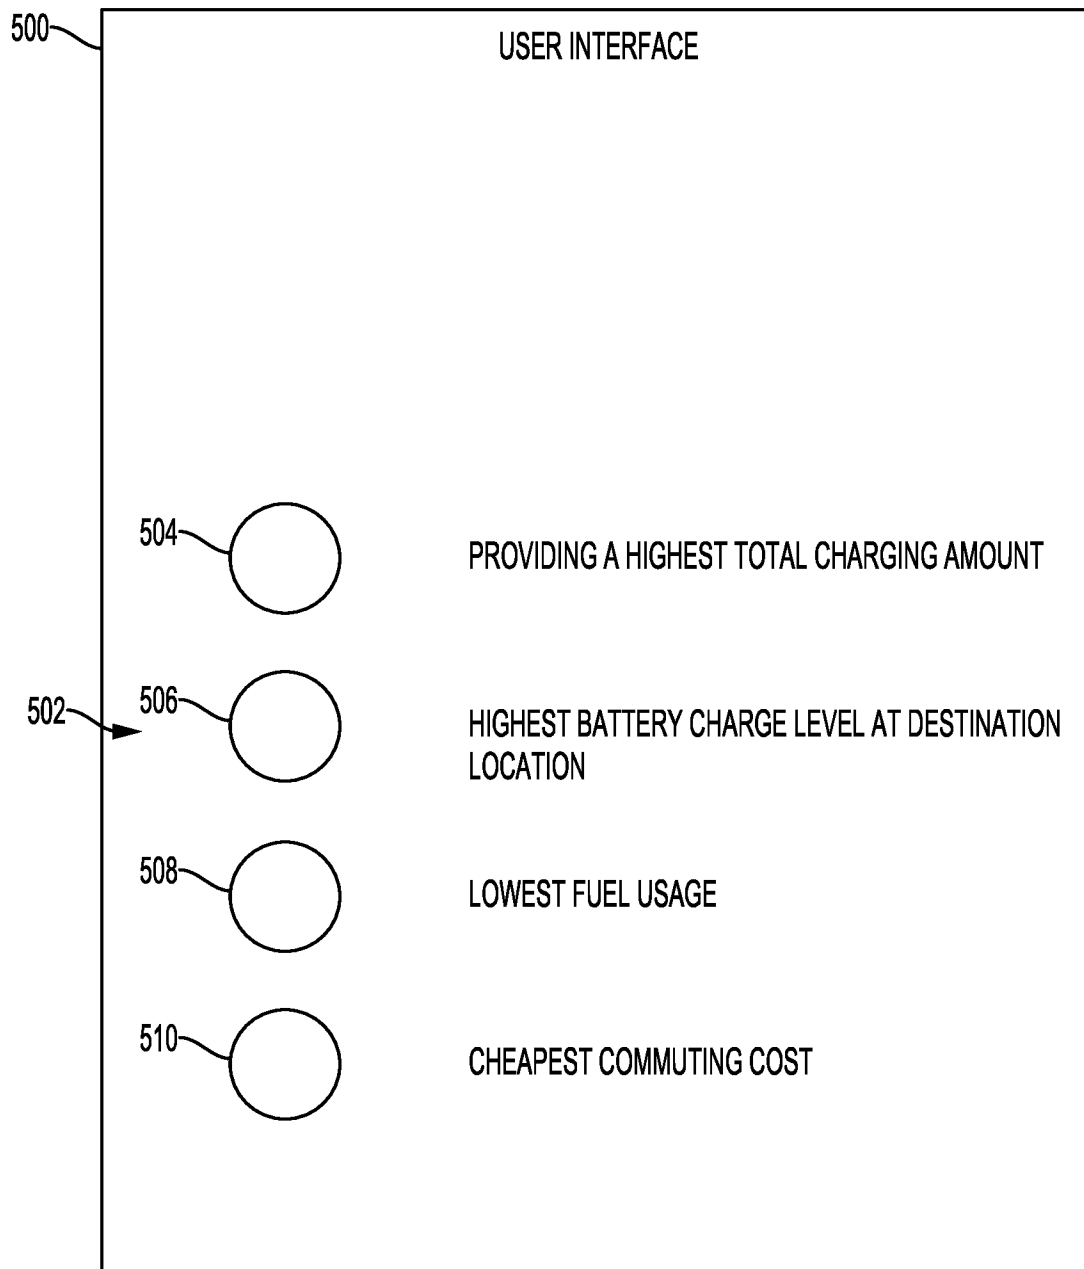 500
USER INTERFACE
504
PROVIDING A HIGHEST TOTAL CHARGING AMOUNT
502
506
HIGHEST BATTERY CHARGE LEVEL AT DESTINATION
LOCATION
508
LOWEST FUEL USAGE
510
CHEAPEST COMMUTING COST